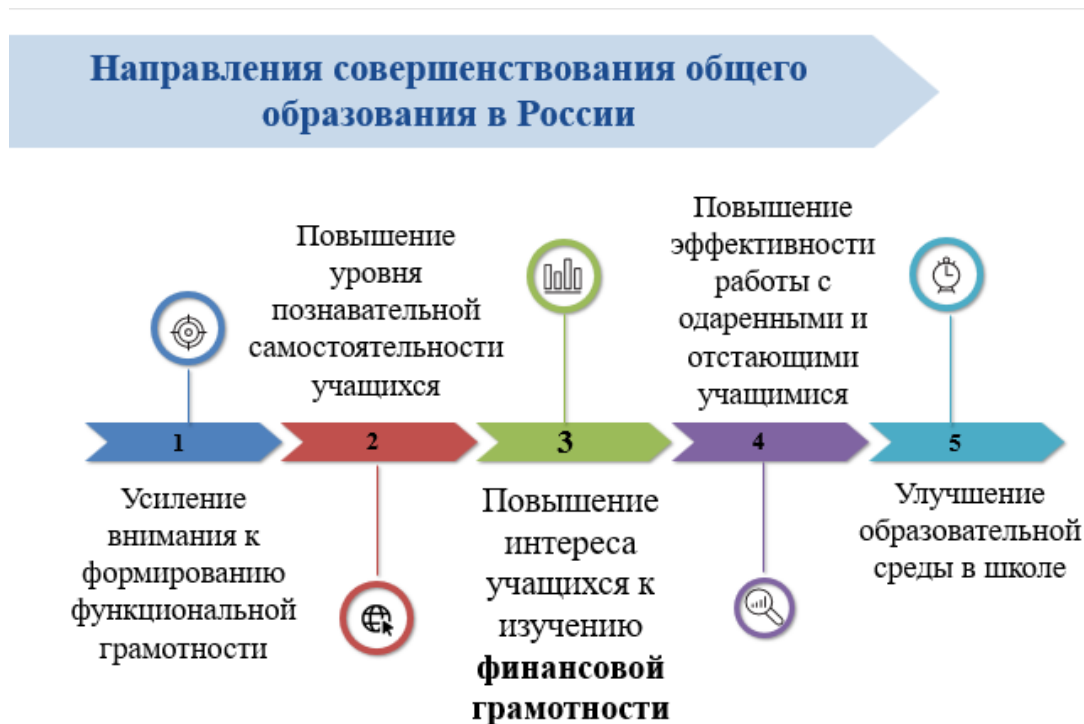 Направления совершенствования общего
образования в России
1
Усиление
внимания к
формированию
функциональной
грамотности
Повышение
уровня
познавательной
самостоятельности
учащихся
2
3
Повышение
интереса
учащихся к
изучению
финансовой
грамотности
Повышение
эффективности
работы с
одаренными и
отстающими
учащимися
4
5
Улучшение
образовательной
среды в школе